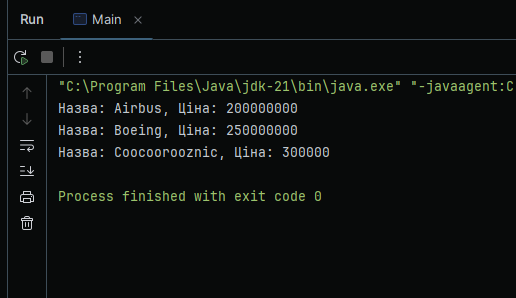 Run Main
"C:\Program Files\Java\jdk-21\bin\java.exe" "-javaagent:C
Назва: Airbus, Ціна: 200000000
Назва: Boeing, Ціна: 250000000
Назва: Coocoorooznic, Ціна: 300000
Process finished with exit code 0